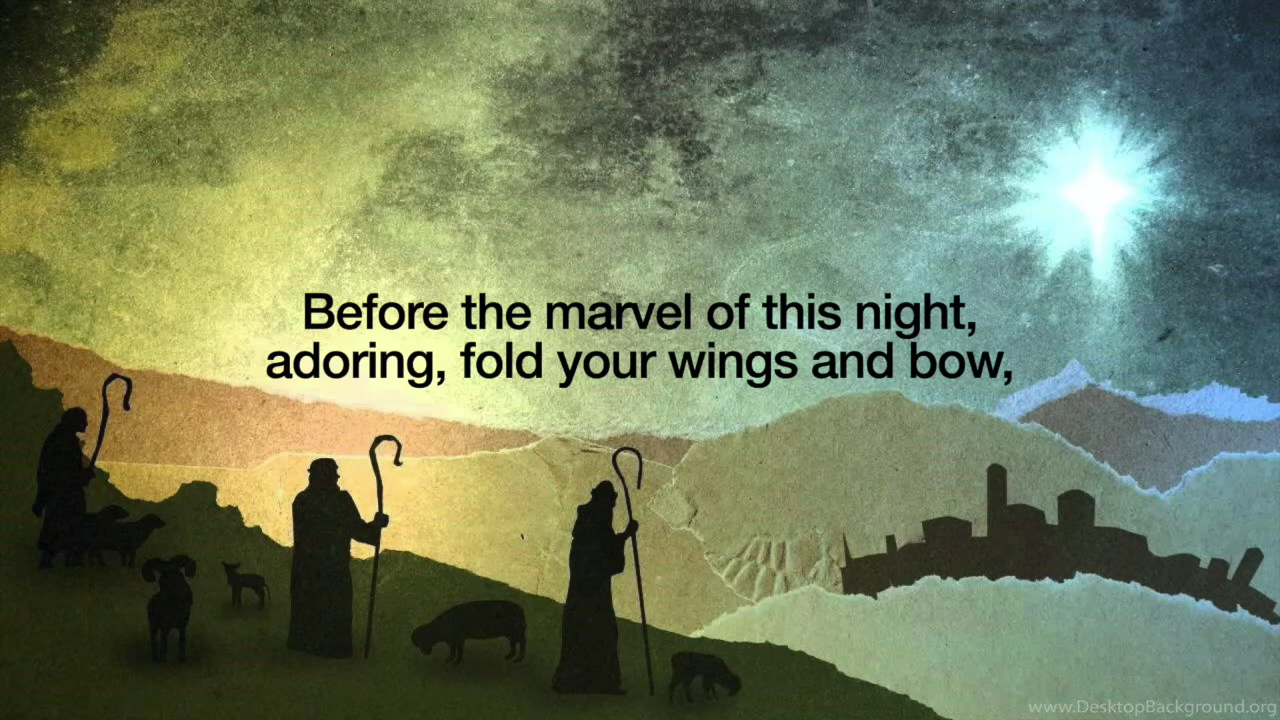 Before the marvel of this night,
adoring, fold your wings and bow,
www.DesktopBackground.org